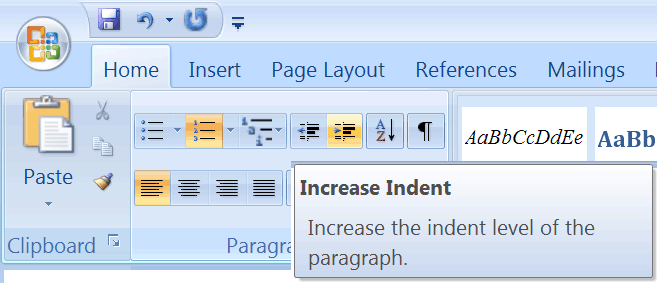 Home Insert Page Layout References Mailings
AaBbCcDdEe AaBb
Paste
Increase Indent
Increase the indent level of the
paragraph.
Clipboard Paragra